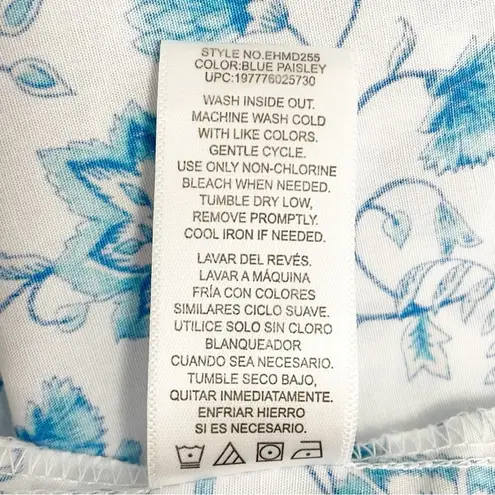 STYLE NO.EHMD255
COLOR:BLUE PAISLEY
UPC:197776025730
WASH INSIDE OUT.
MACHINE WASH COLD
WITH LIKE COLORS.
GENTLE CYCLE.
USE ONLY NON-CHLORINE
BLEACH WHEN NEEDED.
TUMBLE DRY LOW,
REMOVE PROMPTLY.
COOL IRON IF NEEDED.
LAVAR DEL REVÉS.
LAVAR A MÁQUINA
FRÍA CON COLORES
SIMILARES CICLO SUAVE.
UTILICE SOLO SIN CLORO
BLANQUEADOR
CUANDO SEA NECESARIO.
TUMBLE SECO BAJO,
QUITAR INMEDIATAMENTE.
ENFRIAR HIERRO
SI ES NECESARIO.